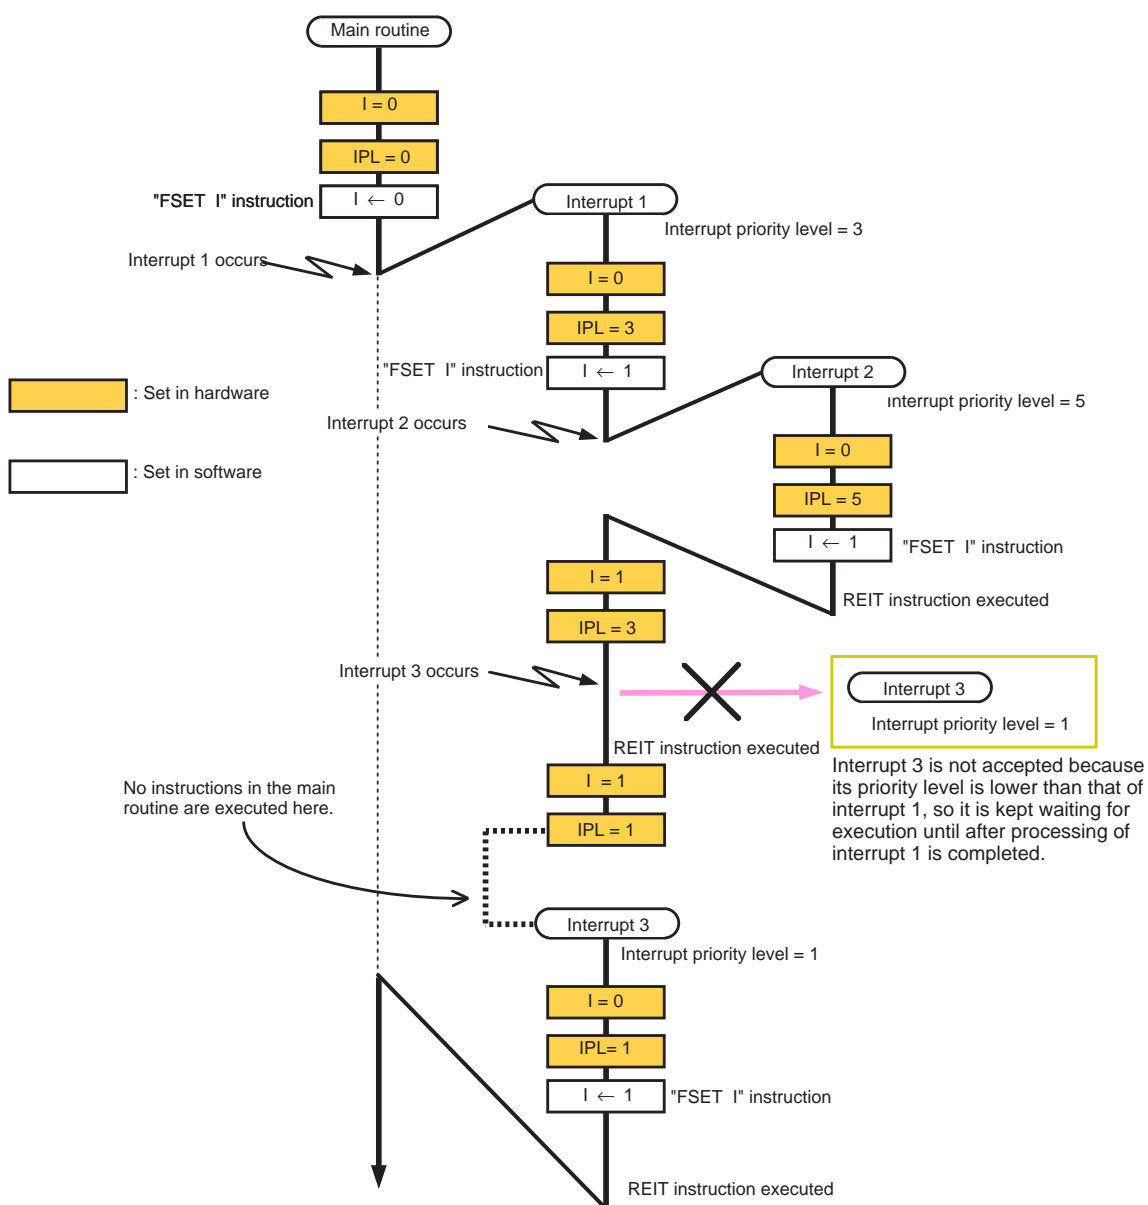 Main routine
I = 0
IPL = 0
"FSET I" instruction
I ← 0
Interrupt 1
Interrupt priority level = 3
Interrupt 1 occurs
I = 0
IPL = 3
"FSET I" instruction
I ← 1
Interrupt 2
Interrupt priority level = 5
: Set in hardware
Interrupt 2 occurs
I = 0
: Set in software
IPL = 5
I ← 1
"FSET I" instruction
I = 1
REIT instruction executed
IPL = 3
Interrupt 3 occurs
Interrupt 3
Interrupt priority level = 1
REIT instruction executed
Interrupt 3 is not accepted because
its priority level is lower than that of
interrupt 1, so it is kept waiting for
execution until after processing of
interrupt 1 is completed.
I = 1
No instructions in the main
routine are executed here.
IPL = 1
Interrupt 3
Interrupt priority level = 1
I = 0
IPL= 1
I ← 1
"FSET I" instruction
REIT instruction executed